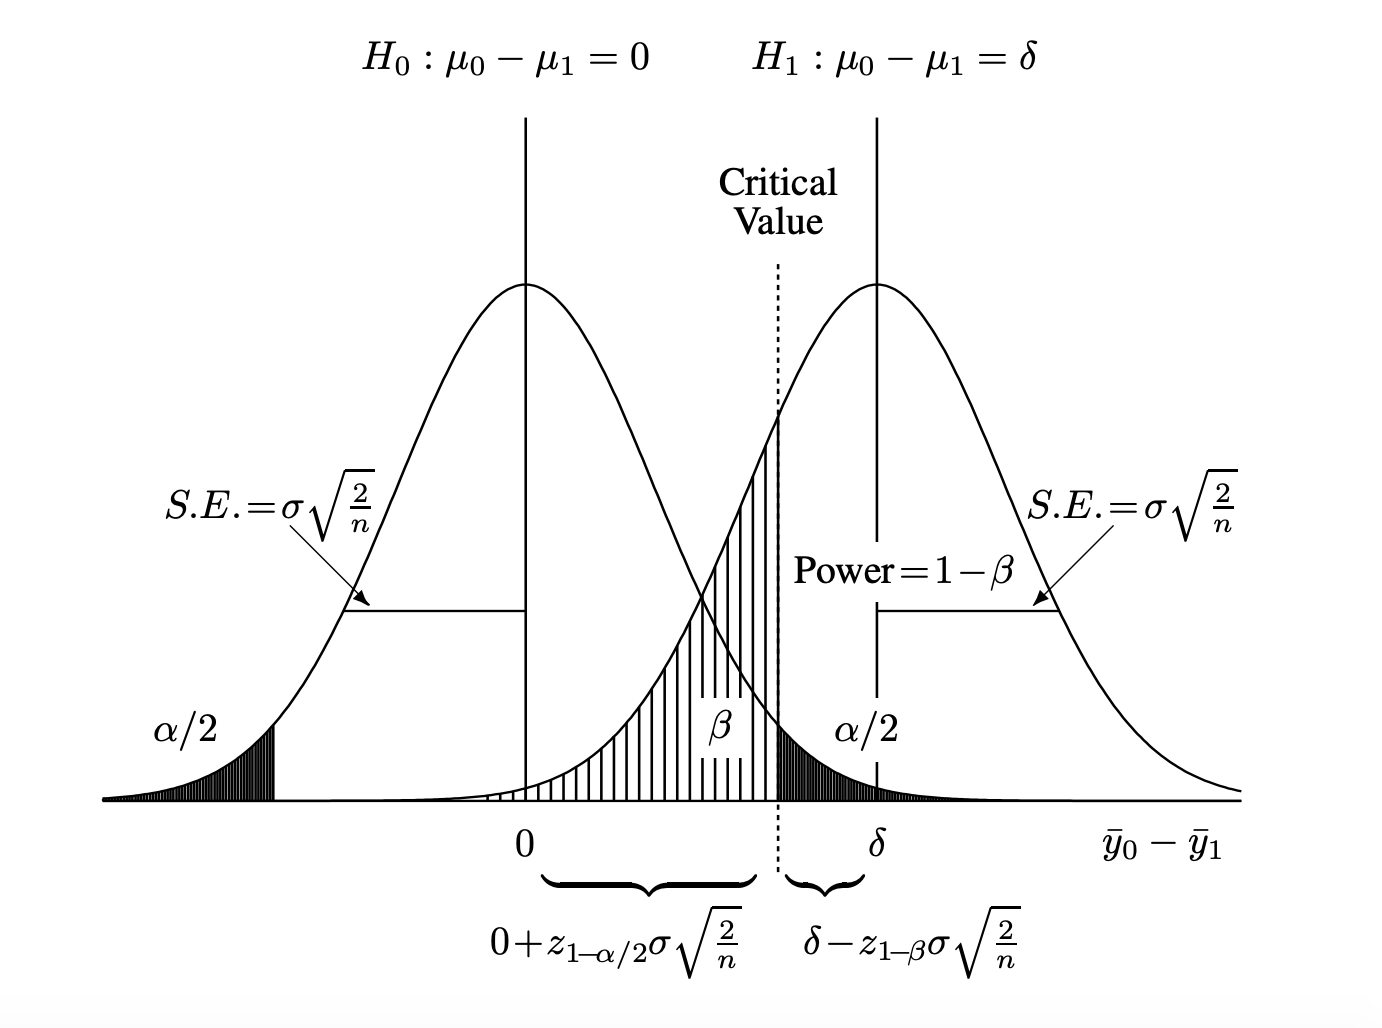 H₀ : μ₀ − μ₁ = 0
H₁ : μ₀ − μ₁ = δ
Critical
Value
S.E.=σ√(2/n)
S.E.=σ√(2/n)
Power=1−β
α/2
β
α/2
0
δ
ȳ₀ − ȳ₁
0+z₁₋α/₂σ√(2/n)
δ−z₁₋βσ√(2/n)